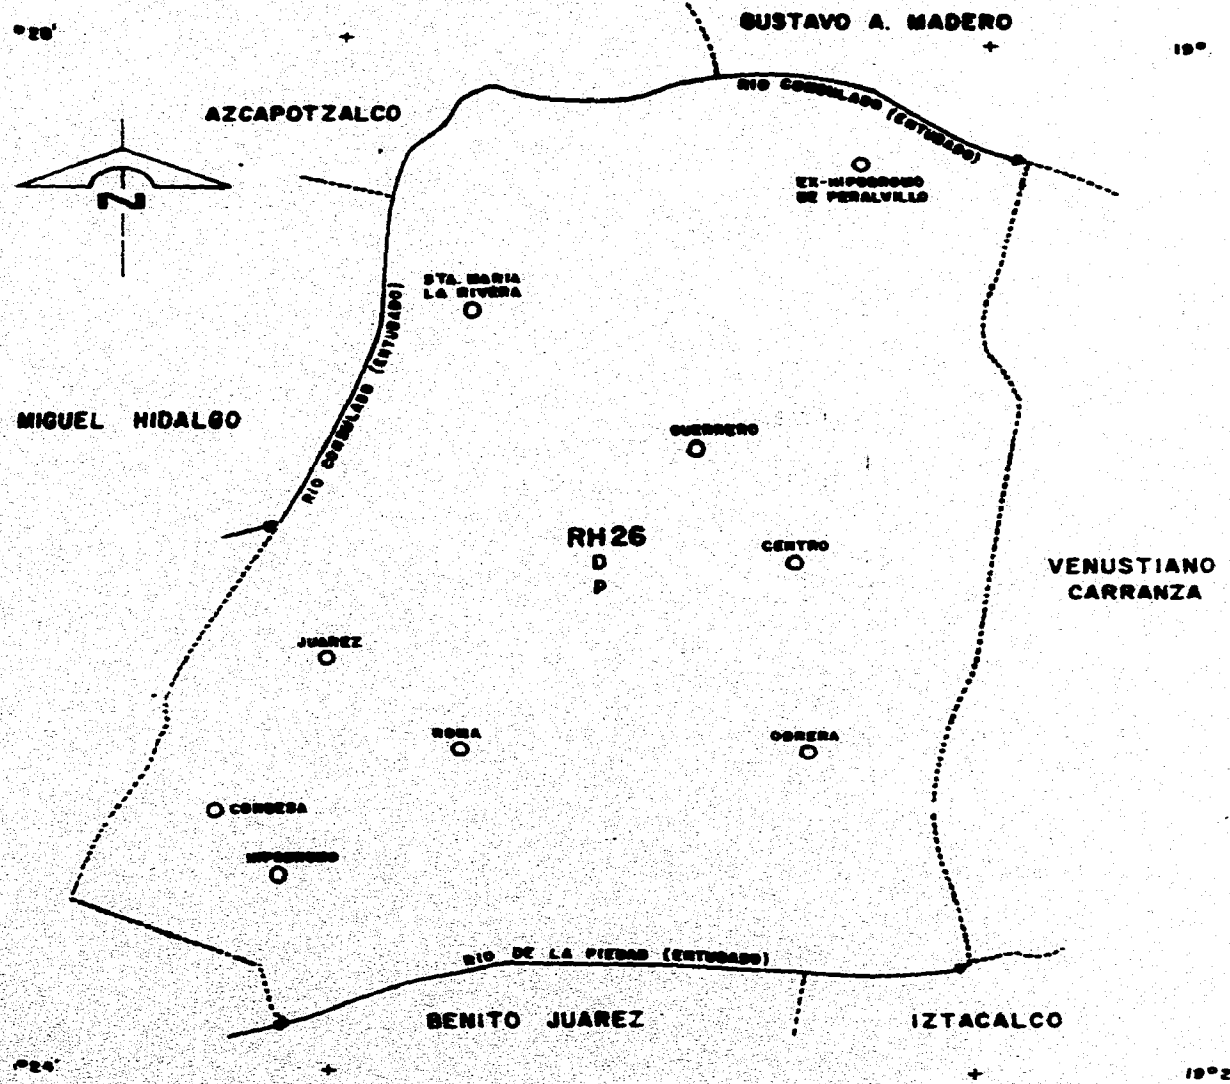 GUSTAVO A. MADERO
19°
AZCAPOTZALCO
RIO CONSULADO (ENTUBADO)
N
EX-HIPODROMO
DE PERALVILLO
STA. MARIA
LA RIVERA
RIO CONSULADO (ENTUBADO)
MIGUEL HIDALGO
GUERRERO
RH26
D
P
CENTRO
VENUSTIANO
CARRANZA
JUAREZ
ROMA
OBRERA
CONDESA
HIPODROMO
RIO DE LA PIEDAD (ENTUBADO)
BENITO JUAREZ
IZTACALCO
19°2